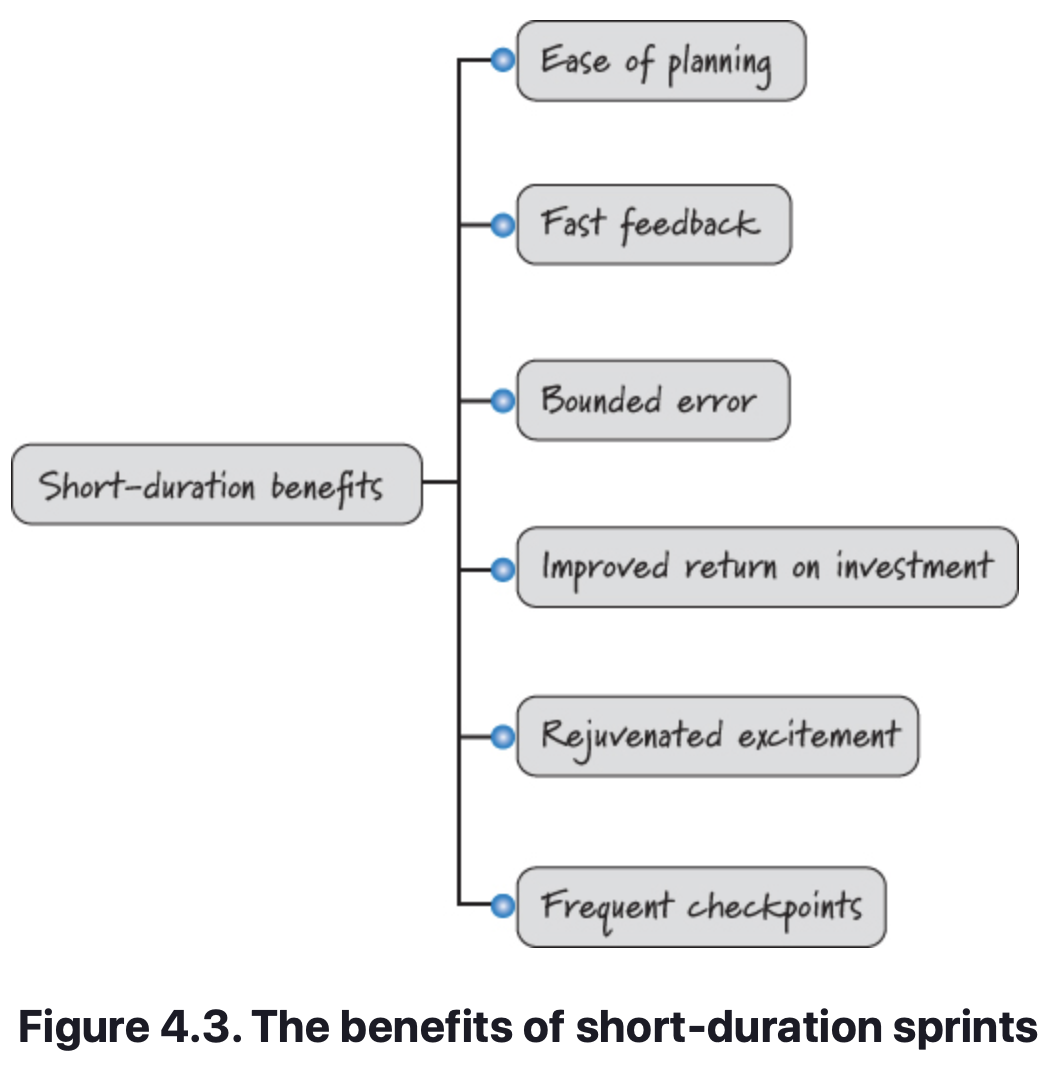 Ease of planning
Fast feedback
Bounded error
Short-duration benefits
Improved return on investment
Rejuvenated excitement
Frequent checkpoints
Figure 4.3. The benefits of short-duration sprints